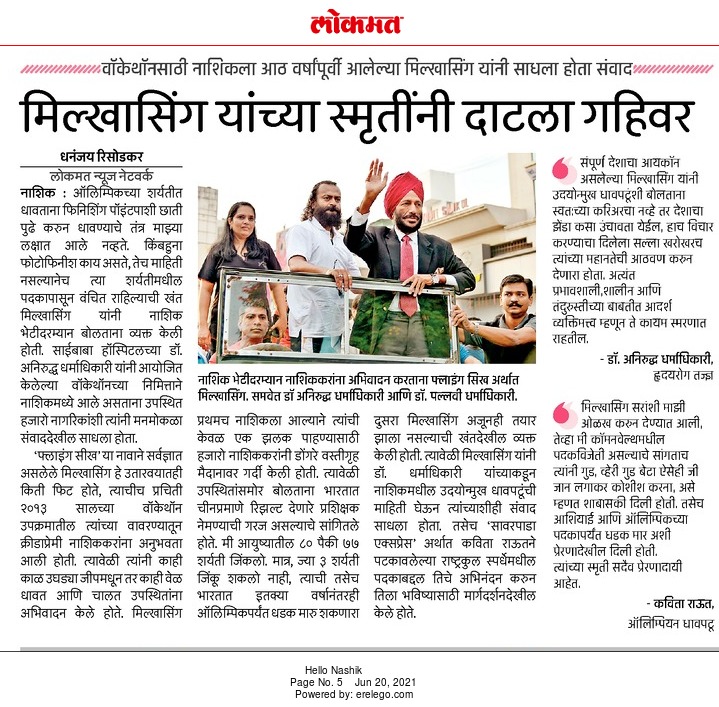 लोकमत
वॉकेथॉनसाठी नाशिकला आठ वर्षांपूर्वी आलेल्या मिल्खासिंग यांनी साधला होता संवाद
मिल्खासिंग यांच्या स्मृतींनी दाटला गहिवर
धनंजय रिसोडकर
लोकमत न्यूज नेटवर्क
नाशिक : ऑलिम्पिकच्या शर्यतीत
धावताना फिनिशिंग पॉइंटपाशी छाती
पुढे करुन धावण्याचे तंत्र माझ्या
लक्षात आले नव्हते. किंबहुना
फोटोफिनीश काय असते, तेच माहिती
नसल्यानेच त्या शर्यतीमधील
पदकापासून वंचित राहिल्याची खंत
मिल्खासिंग यांनी नाशिक
भेटीदरम्यान बोलताना व्यक्त केली
होती. साईबाबा हॉस्पिटलच्या डॉ.
अनिरुद्ध धर्माधिकारी यांनी आयोजित
केलेल्या वॉकेथॉनच्या निमित्ताने
नाशिकमध्ये आले असताना उपस्थित
हजारो नागरिकांशी त्यांनी मनमोकळा
संवाददेखील साधला होता.
'फ्लाइंग सीख' या नावाने सर्वज्ञात
असलेले मिल्खासिंग हे उतारवयातही
किती फिट होते, त्याचीच प्रचिती
२०१३ सालच्या वॉकेथॉन
उपक्रमातील त्यांच्या वावरण्यातून
क्रीडाप्रेमी नाशिककरांना अनुभवता
आली होती. त्यावेळी त्यांनी काही
काळ उघड्या जीपमधून तर काही वेळ
धावत आणि चालत उपस्थितांना
अभिवादन केले होते. मिल्खासिंग
नाशिक भेटीदरम्यान नाशिककरांना अभिवादन करताना फ्लाइंग सिख अर्थात
मिल्खासिंग. समवेत डॉ अनिरुद्ध धर्माधिकारी आणि डॉ. पल्लवी धर्माधिकारी.
प्रथमच नाशिकला आल्याने त्यांची
केवळ एक झलक पाहण्यासाठी
हजारो नाशिककरांनी डोंगरे वस्तीगृह
मैदानावर गर्दी केली होती. त्यावेळी
उपस्थितांसमोर बोलताना भारतात
चीनप्रमाणे रिझल्ट देणारे प्रशिक्षक
नेमण्याची गरज असल्याचे सांगितले
होते. मी आयुष्यातील ८० पैकी ७७
शर्यती जिंकलो. मात्र, ज्या ३ शर्यती
जिंकू शकलो नाही, त्याची तसेच
भारतात इतक्या वर्षानंतरही
ऑलिम्पिकपर्यंत धडक मारु शकणारा
दुसरा मिल्खासिंग अजूनही तयार
झाला नसल्याची खंतदेखील व्यक्त
केली होती. त्यावेळी मिल्खासिंग यांनी
डॉ. धर्माधिकारी यांच्याकडून
नाशिकमधील उदयोन्मुख धावपटूंची
माहिती घेऊन त्यांच्याशीही संवाद
साधला होता. तसेच 'सावरपाडा
एक्सप्रेस' अर्थात कविता राऊतने
पटकावलेल्या राष्ट्रकुल स्पर्धेमधील
पदकाबद्दल तिचे अभिनंदन करुन
तिला भविष्यासाठी मार्गदर्शनदेखील
केले होते.
संपूर्ण देशाचा आयकॉन
असलेल्या मिल्खासिंग यांनी
उदयोन्मुख धावपटूंशी बोलताना
स्वतःच्या करिअरचा नव्हे तर देशाचा
झेंडा कसा उंचावता येईल, हाच विचार
करण्याचा दिलेला सल्ला खरोखरच
त्यांच्या महानतेची आठवण करुन
देणारा होता. अत्यंत
प्रभावशाली,शालीन आणि
तंदुरुस्तीच्या बाबतीत आदर्श
व्यक्तिमत्त्व म्हणून ते कायम स्मरणात
राहतील.
- डॉ. अनिरुद्ध धर्माधिकारी,
हृदयरोग तज्ज्ञ
मिल्खासिंग सरांशी माझी
ओळख करुन देण्यात आली,
तेव्हा मी कॉमनवेल्थमधील
पदकविजेती असल्याचे सांगताच
त्यांनी गुड, व्हेरी गुड बेटा ऐसेही जी
जान लगाकर कोशीश करना, असे
म्हणत शाबासकी दिली होती. तसेच
आशियाई आणि ऑलिम्पिकच्या
पदकापर्यंत धडक मार अशी
प्रेरणादेखील दिली होती.
त्यांच्या स्मृती सदैव प्रेरणादायी
आहेत.
- कविता राऊत,
ऑलिम्पियन धावपटू
Hello Nashik
Page No. 5 Jun 20, 2021
Powered by: erelego.com